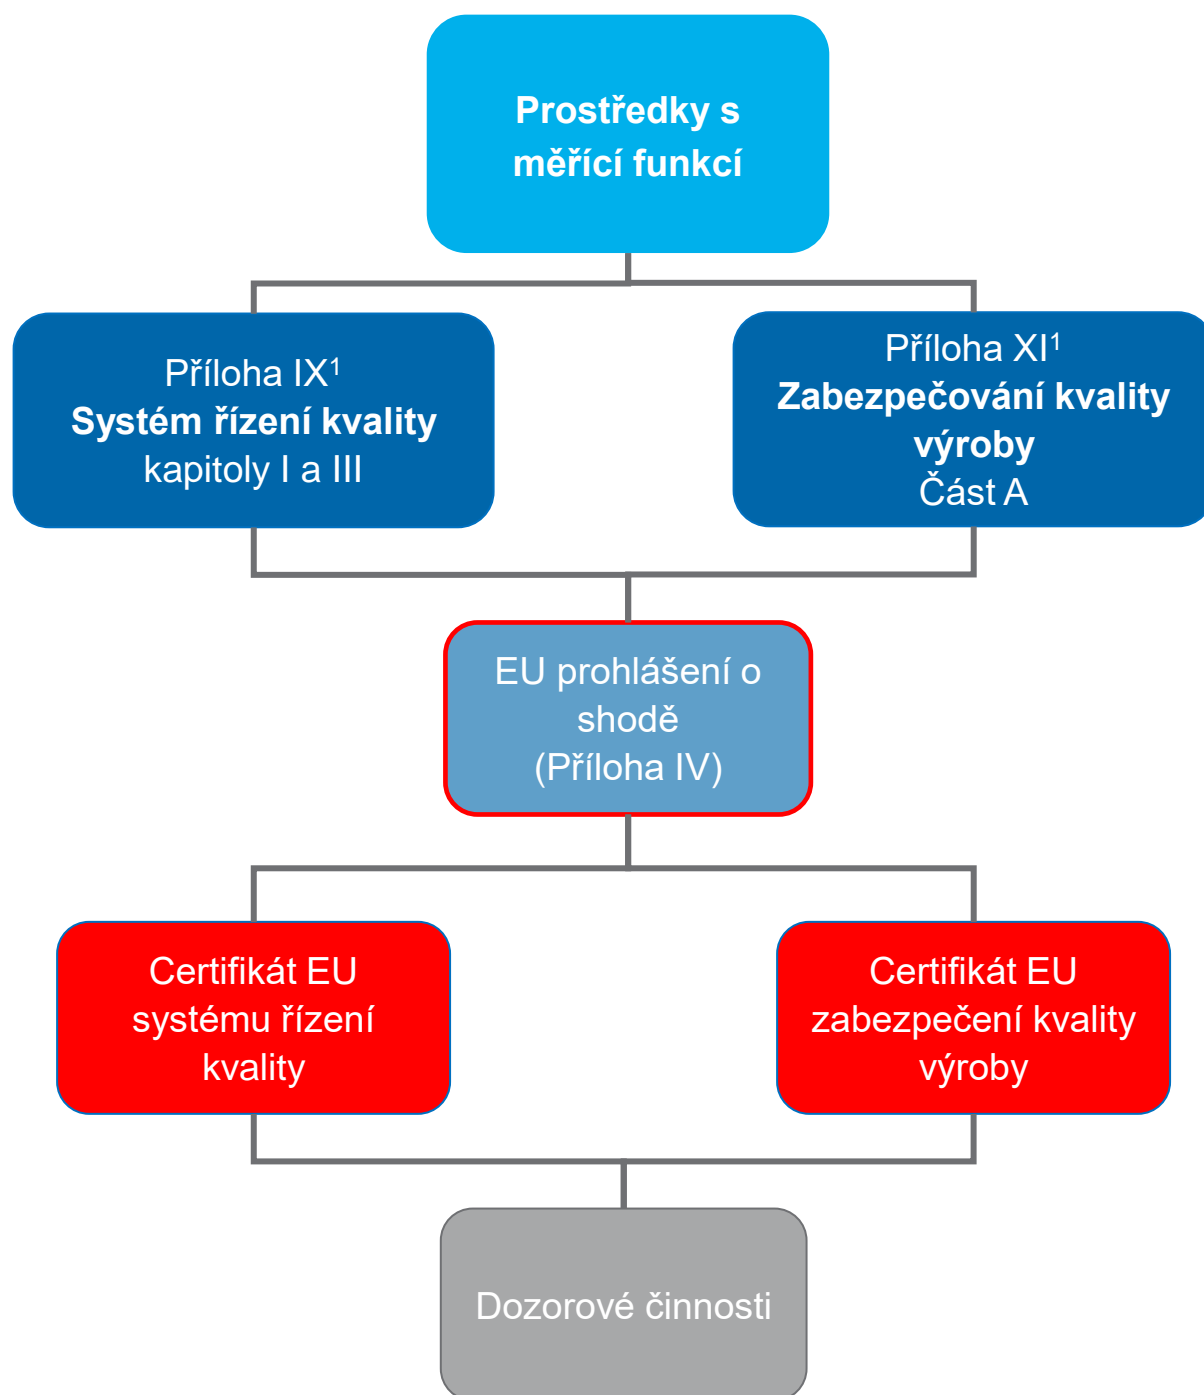 Prostředky s
měřící funkcí
Příloha IX¹
Systém řízení kvality
kapitoly I a III
Příloha XI¹
Zabezpečování kvality
výroby
Část A
EU prohlášení o
shodě
(Příloha IV)
Certifikát EU
systému řízení
kvality
Certifikát EU
zabezpečení kvality
výroby
Dozorové činnosti